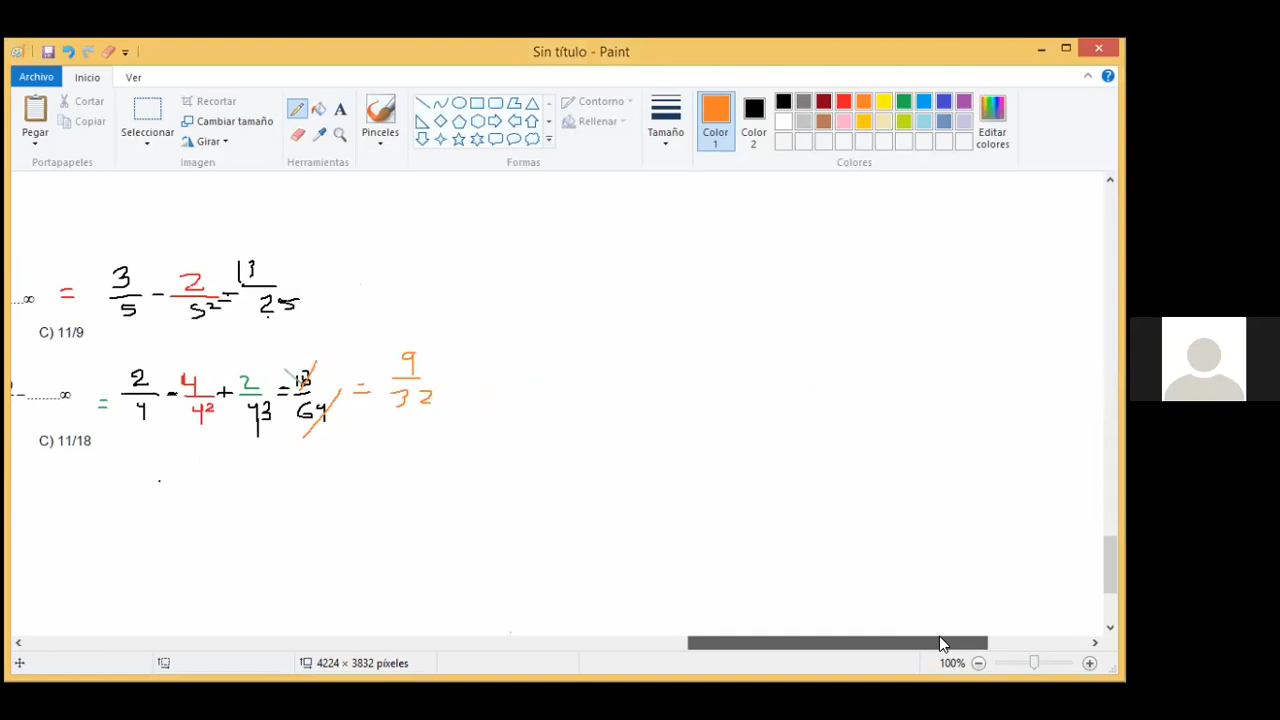 Sin título - Paint
Archivo Inicio Ver
Pegar Cortar Copiar Seleccionar Recortar Cambiar tamaño Girar Pinceles Contorno Rellenar Tamaño Color 1 Color 2 Editar colores
Portapapeles Imagen Herramientas Formas Colores
.....∞ = 3/5 - 2/5² = 13/25
C) 11/9
- ..........∞ = 2/4 - 4/4² + 2/43 = 18/64 = 9/32
C) 11/18
4224 × 3832 píxeles 100%